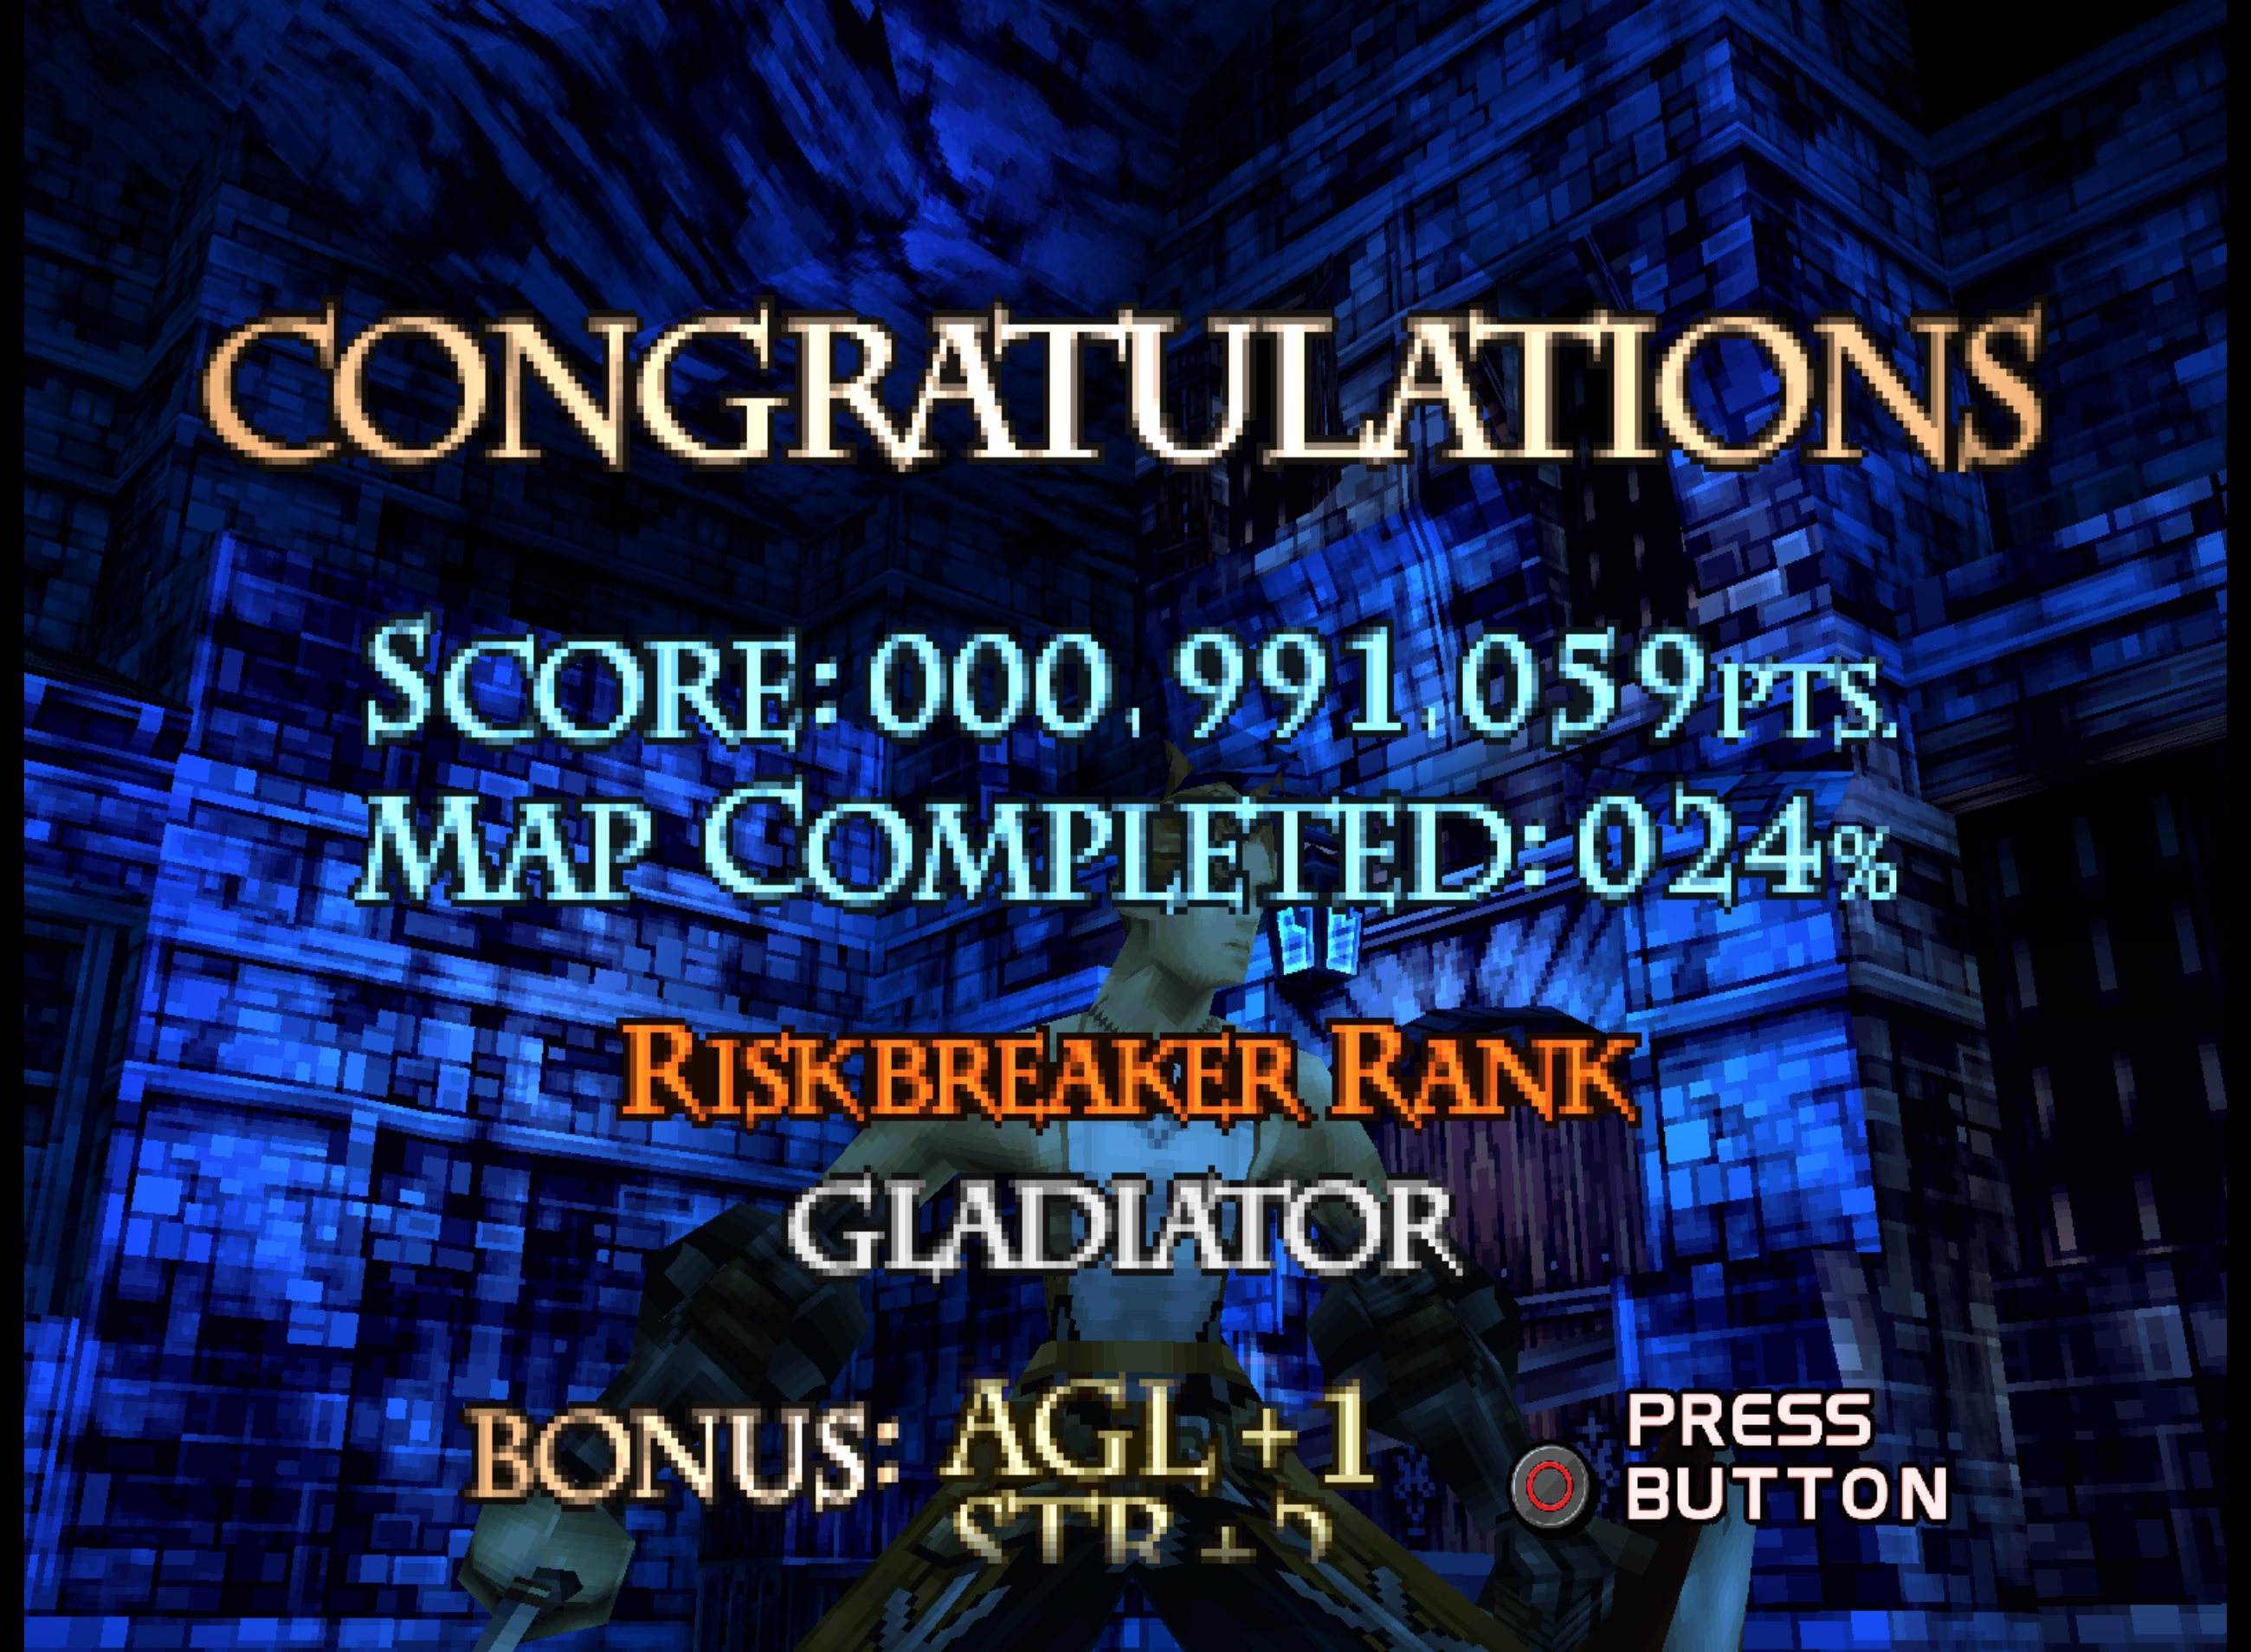 CONGRATULATIONS
SCORE:000,991,059PTS.
MAP COMPLETED:024%
RISKBREAKER RANK
GLADIATOR
BONUS: AGL+1
PRESS
BUTTON